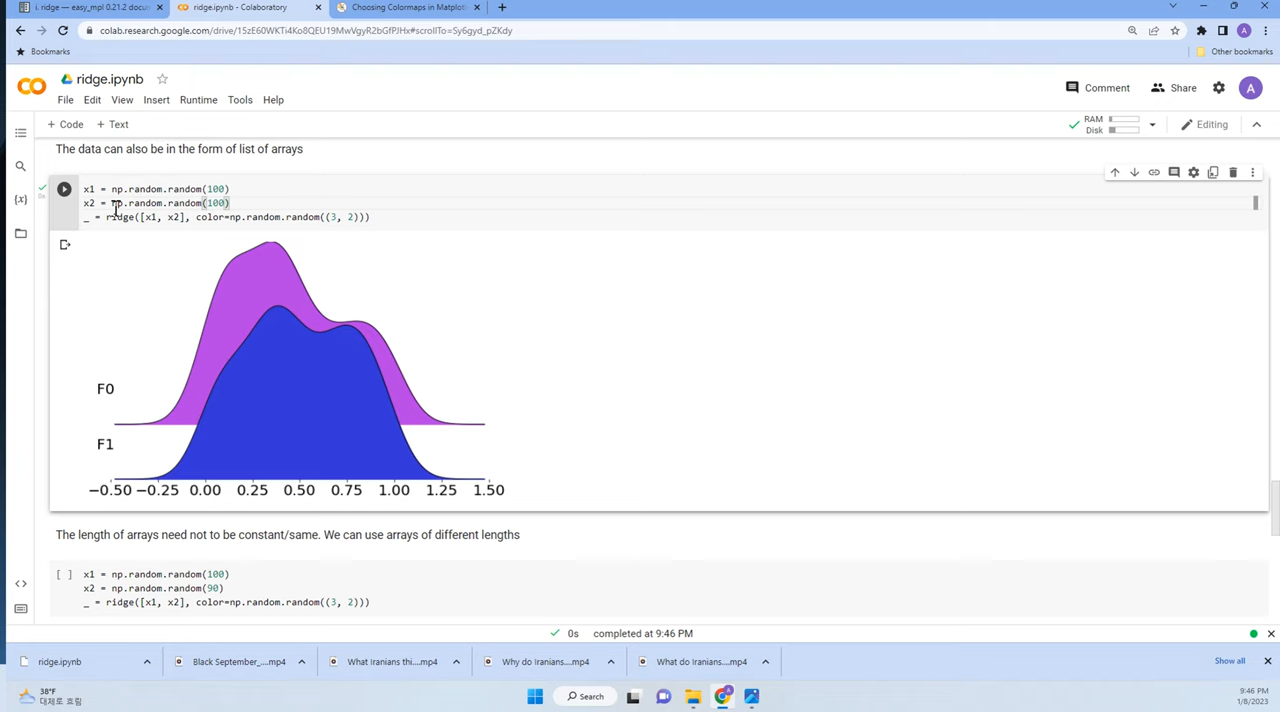 i. ridge — easy_mpl 0.21.2 docu
ridge.ipynb - Colaboratory
Choosing Colormaps in Matplotl
colab.research.google.com/drive/15zE60WKTi4Ko8QEU19MwVgyR2bGfPJHx#scrollTo=Sy6gyd_pZKdy
A
Bookmarks
Other bookmarks
ridge.ipynb
Comment
Share
A
File Edit View Insert Runtime Tools Help
+ Code + Text
RAM
Disk
Editing
The data can also be in the form of list of arrays
x1 = np.random.random(100)
x2 = np.random.random(100)
_ = ridge([x1, x2], color=np.random.random((3, 2)))
F0
F1
−0.50 −0.25 0.00 0.25 0.50 0.75 1.00 1.25 1.50
The length of arrays need not to be constant/same. We can use arrays of different lengths
[ ] x1 = np.random.random(100)
x2 = np.random.random(90)
_ = ridge([x1, x2], color=np.random.random((3, 2)))
0s completed at 9:46 PM
ridge.ipynb
Black September_....mp4
What Iranians thi....mp4
Why do Iranians....mp4
What do Iranians....mp4
Show all
38°F
대체로 흐림
Search
9:46 PM
1/8/2023